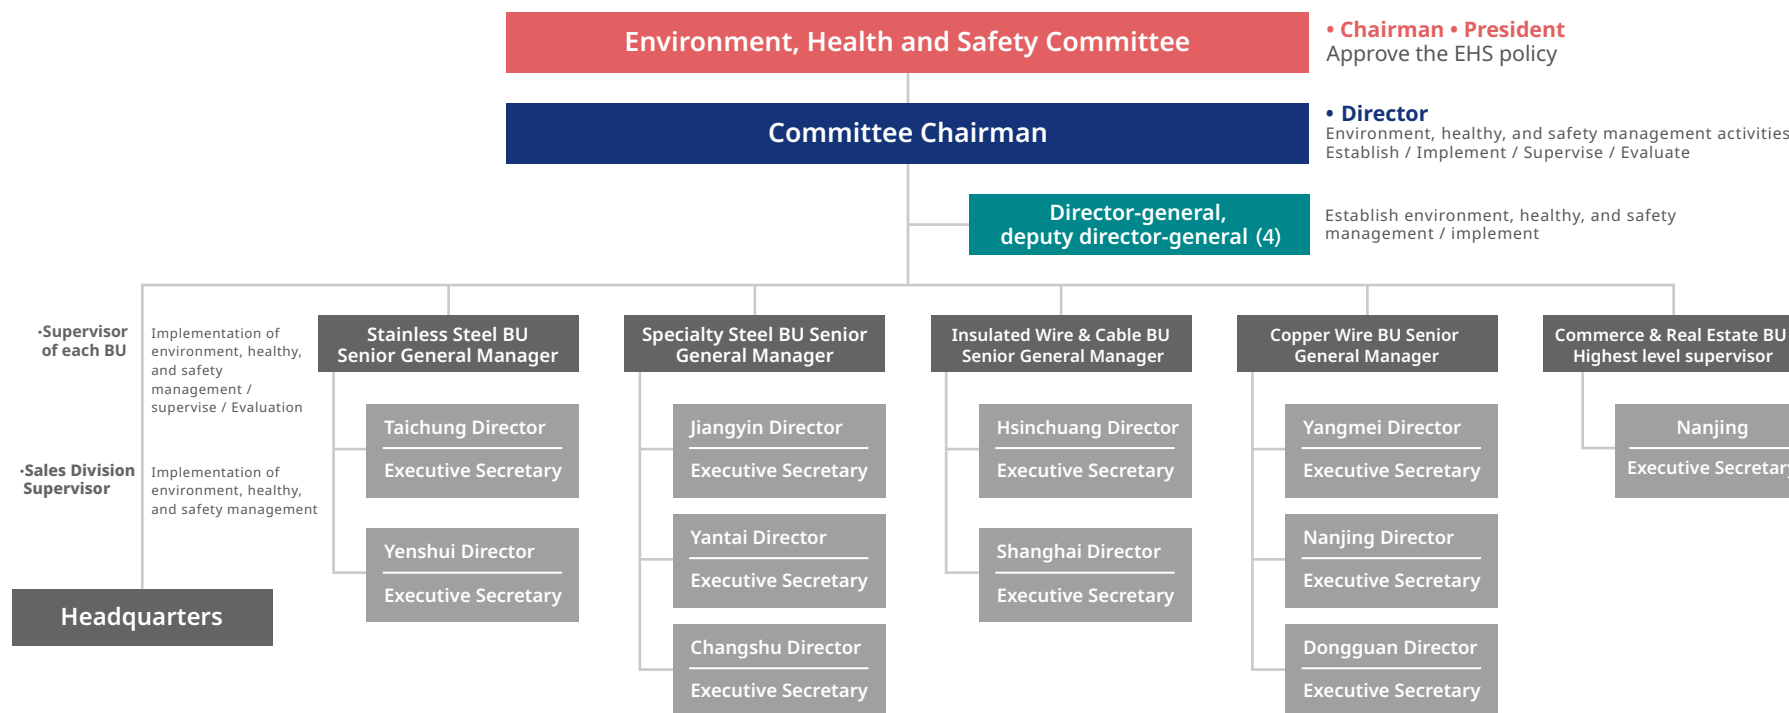 Environment, Health and Safety Committee
• Chairman • President
Approve the EHS policy
Committee Chairman
• Director
Environment, healthy, and safety management activities
Establish / Implement / Supervise / Evaluate
Director-general,
deputy director-general (4)
Establish environment, healthy, and safety
management / implement
·Supervisor
of each BU
Implementation of
environment, healthy,
and safety
management /
supervise / Evaluation
·Sales Division
Supervisor
Implementation of
environment, healthy,
and safety management
Headquarters
Stainless Steel BU
Senior General Manager
Taichung Director
Executive Secretary
Yenshui Director
Executive Secretary
Specialty Steel BU Senior
General Manager
Jiangyin Director
Executive Secretary
Yantai Director
Executive Secretary
Changshu Director
Executive Secretary
Insulated Wire & Cable BU
Senior General Manager
Hsinchuang Director
Executive Secretary
Shanghai Director
Executive Secretary
Copper Wire BU Senior
General Manager
Yangmei Director
Executive Secretary
Nanjing Director
Executive Secretary
Dongguan Director
Executive Secretary
Commerce & Real Estate BU
Highest level supervisor
Nanjing
Executive Secretary